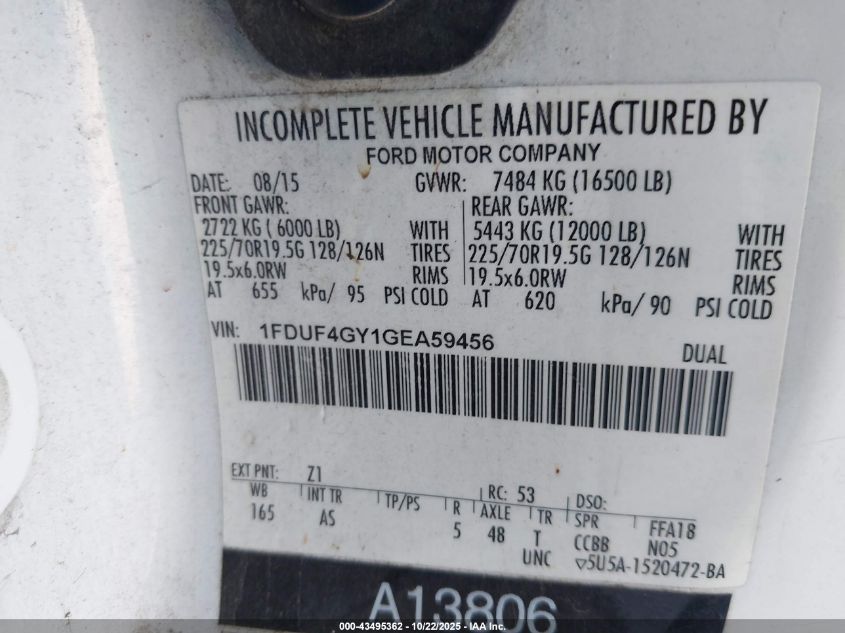 INCOMPLETE VEHICLE MANUFACTURED BY
FORD MOTOR COMPANY
DATE: 08/15 GVWR: 7484 KG (16500 LB)
FRONT GAWR: REAR GAWR:
2722 KG ( 6000 LB) WITH 5443 KG (12000 LB) WITH
225/70R19.5G 128/126N TIRES 225/70R19.5G 128/126N TIRES
19.5x6.0RW RIMS 19.5x6.0RW RIMS
AT 655 kPa/ 95 PSI COLD AT 620 kPa/ 90 PSI COLD
VIN: 1FDUF4GY1GEA59456 DUAL
EXT PNT: Z1 RC: 53 DSO:
WB INT TR TP/PS R AXLE TR SPR FFA18
165 AS 5 48 T CCBB N05
UNC ▽5U5A-1520472-BA
A13806
000-43495362 - 10/22/2025 - IAA Inc.